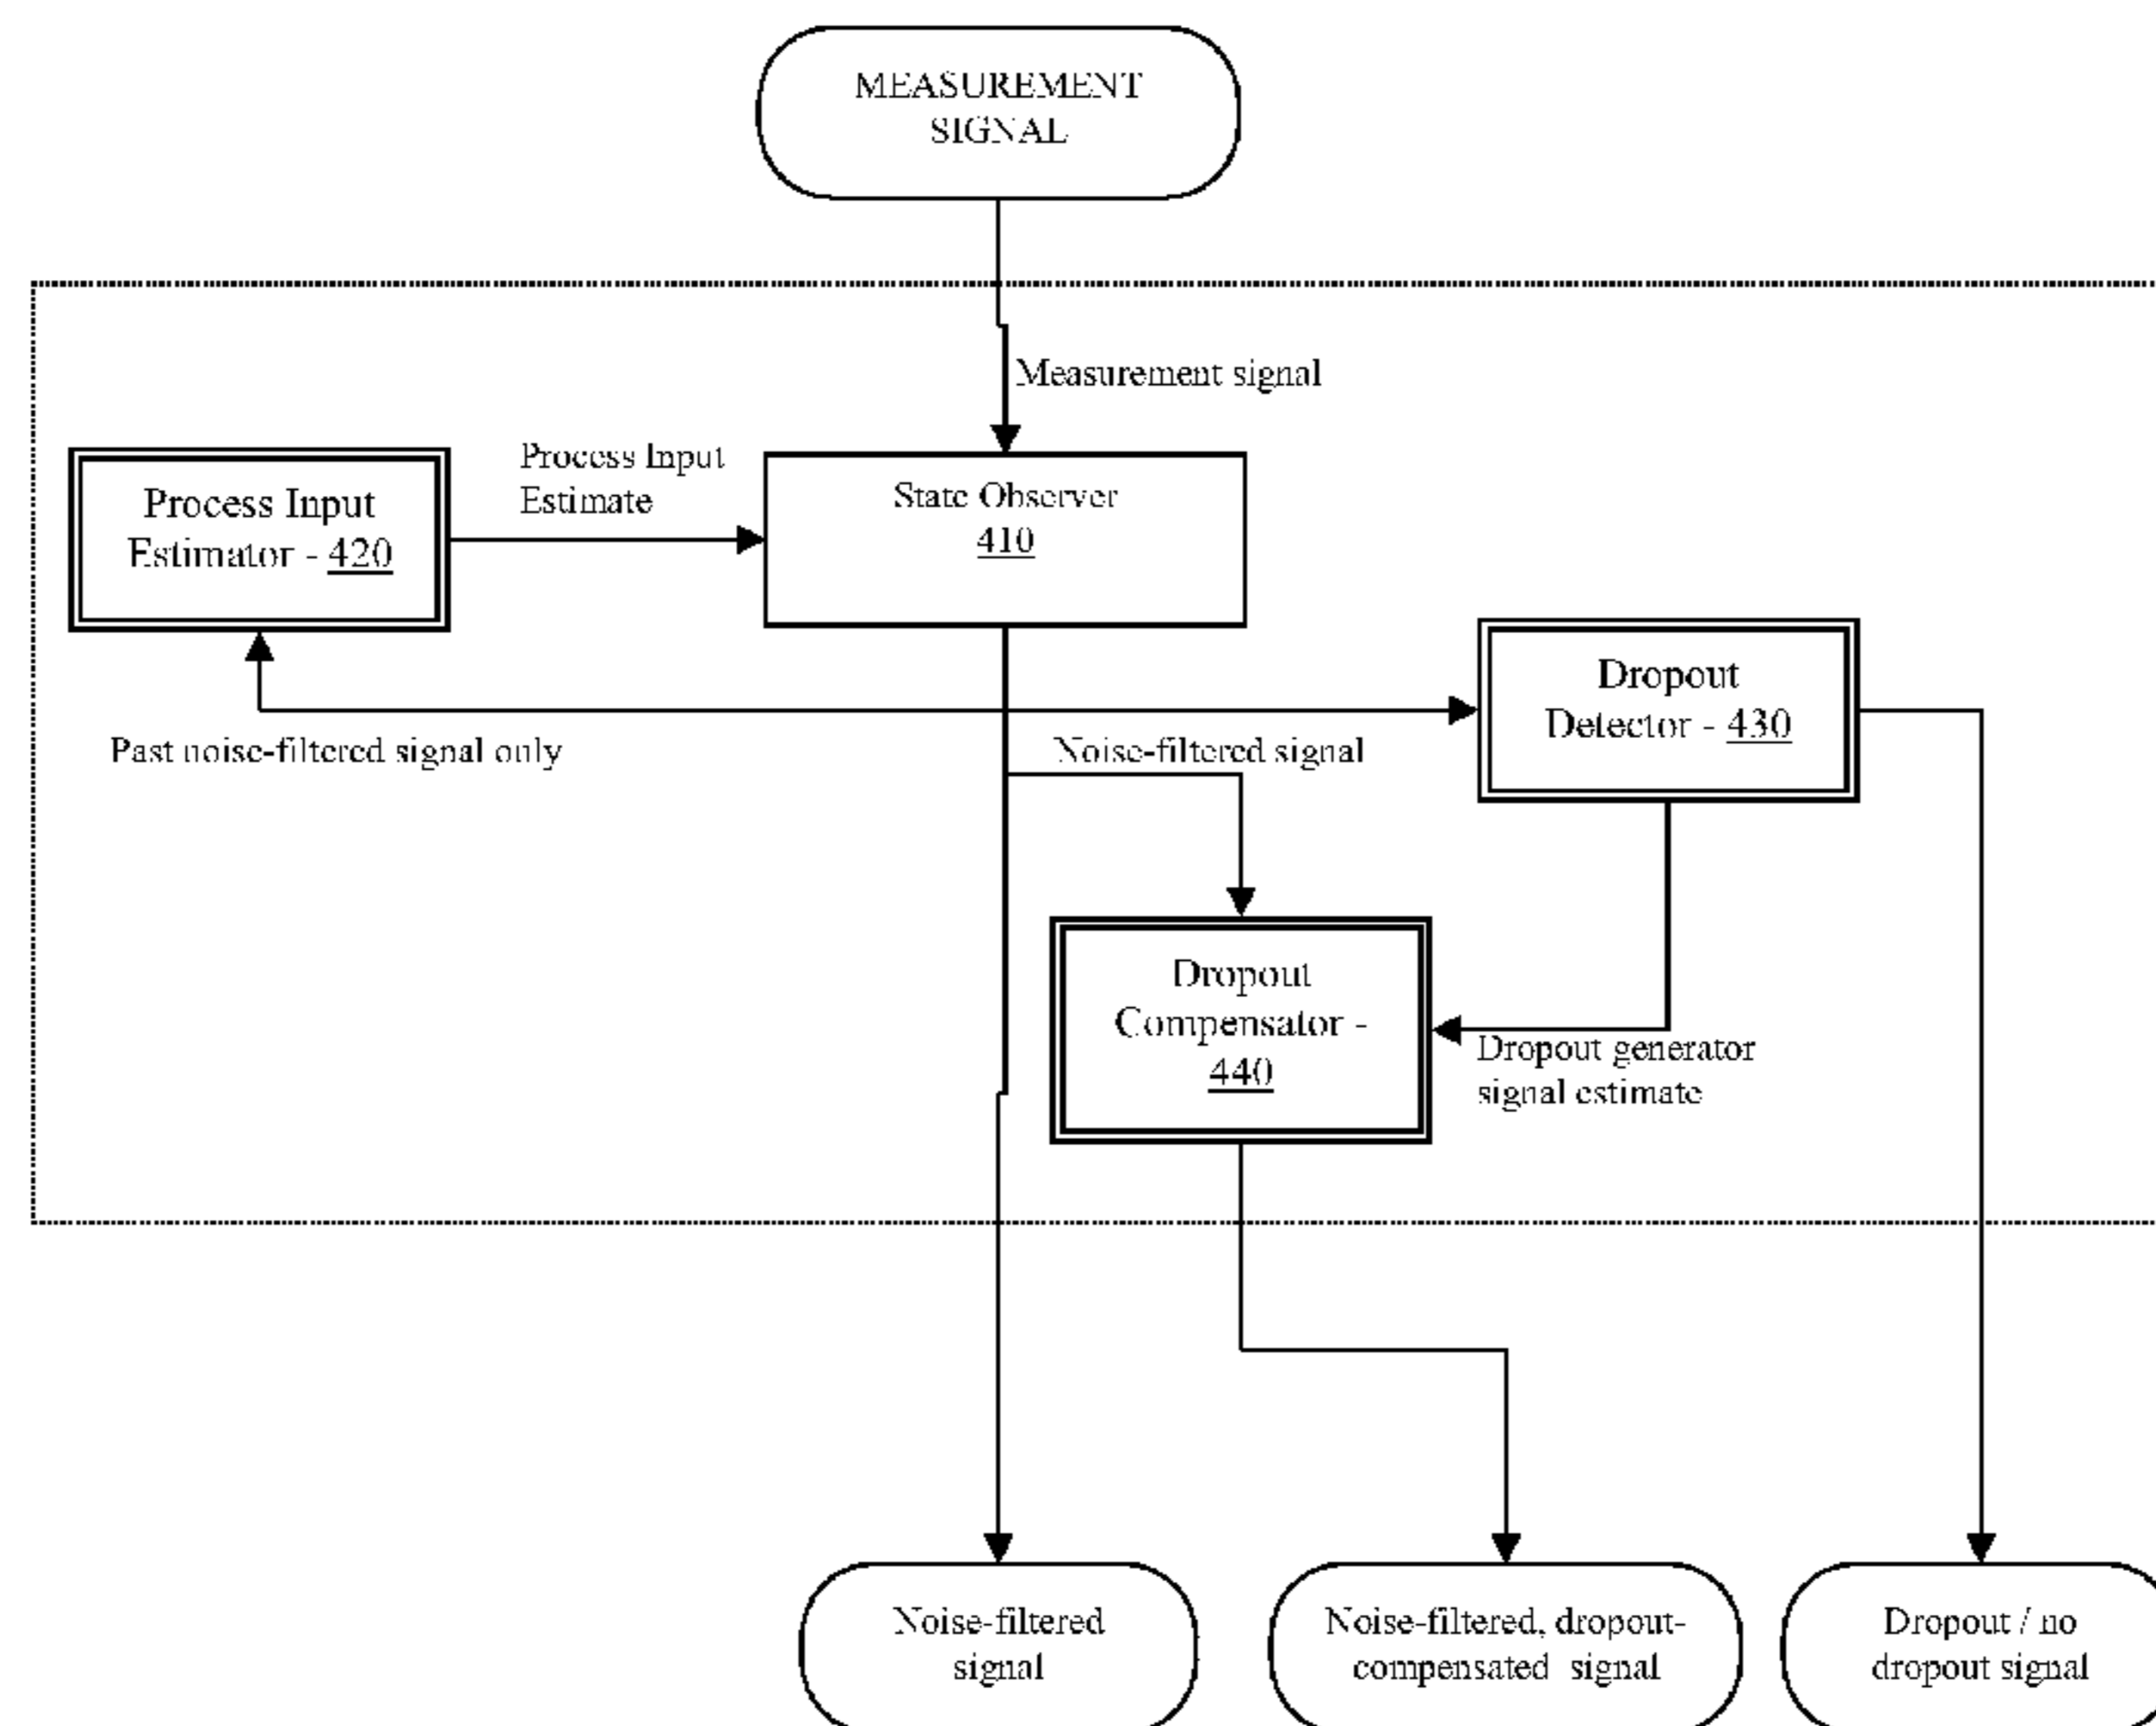 MEASUREMENT
SIGNAL
Measurement signal
Process Input
Estimate
Process Input
Estimator - 420
State Observer
410
Dropout
Detector - 430
Past noise-filtered signal only
Noise-filtered signal
Dropout
Compensator -
440
Dropout generator
signal estimate
Noise-filtered
signal
Noise-filtered, dropout-
compensated signal
Dropout / no
dropout signal